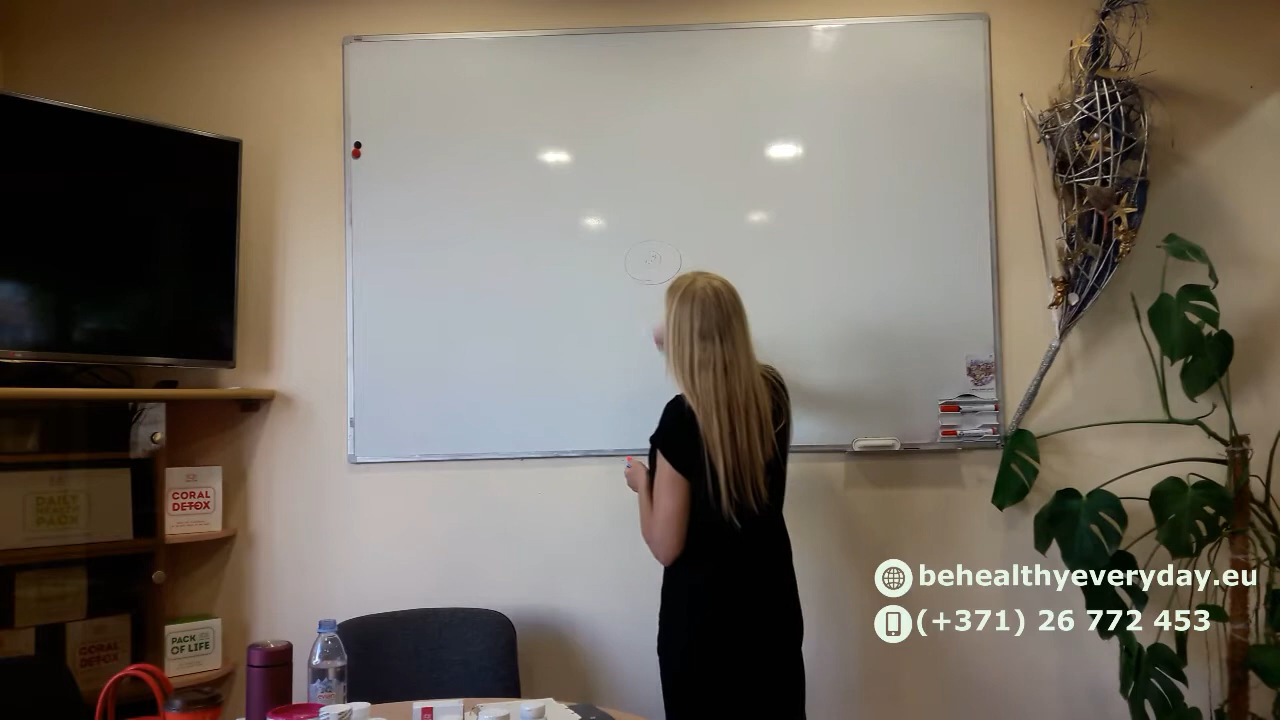 DAILY
HEALTH
PACK
CORAL
DETOX
PACK
OF LIFE
CORAL
DETOX
behealthyeveryday.eu
(+371) 26 772 453